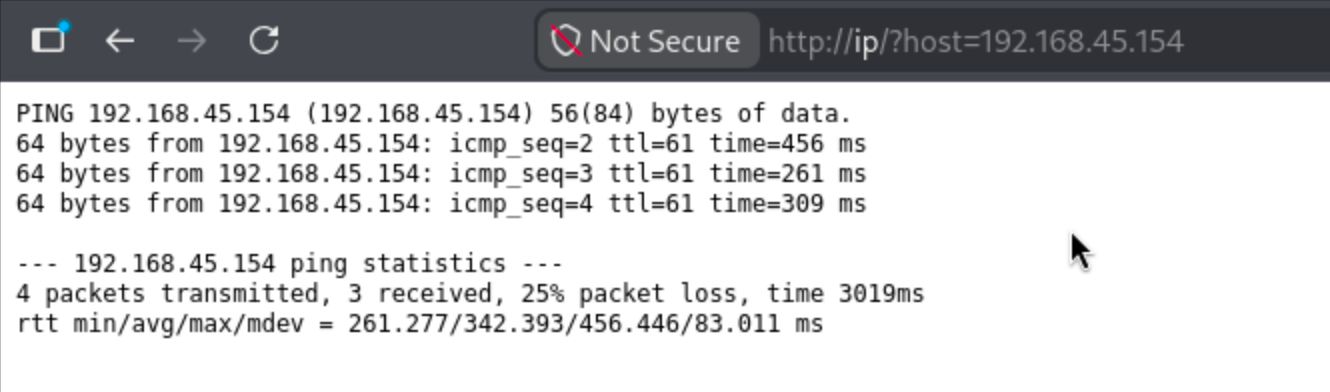 Not Secure http://ip/?host=192.168.45.154
PING 192.168.45.154 (192.168.45.154) 56(84) bytes of data.
64 bytes from 192.168.45.154: icmp_seq=2 ttl=61 time=456 ms
64 bytes from 192.168.45.154: icmp_seq=3 ttl=61 time=261 ms
64 bytes from 192.168.45.154: icmp_seq=4 ttl=61 time=309 ms
--- 192.168.45.154 ping statistics ---
4 packets transmitted, 3 received, 25% packet loss, time 3019ms
rtt min/avg/max/mdev = 261.277/342.393/456.446/83.011 ms